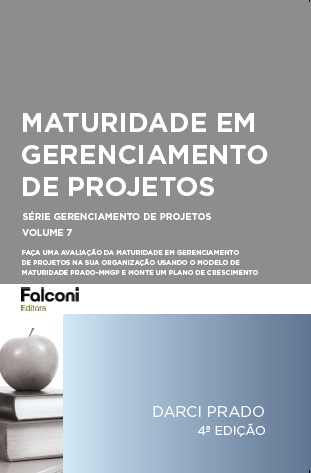 MATURIDADE EM
GERENCIAMENTO
DE PROJETOS
SÉRIE GERENCIAMENTO DE PROJETOS
VOLUME 7
FAÇA UMA AVALIAÇÃO DA MATURIDADE EM GERENCIAMENTO
DE PROJETOS NA SUA ORGANIZAÇÃO USANDO O MODELO DE
MATURIDADE PRADO-MMGP E MONTE UM PLANO DE CRESCIMENTO
Falconi
Editora
DARCI PRADO
4ª EDIÇÃO